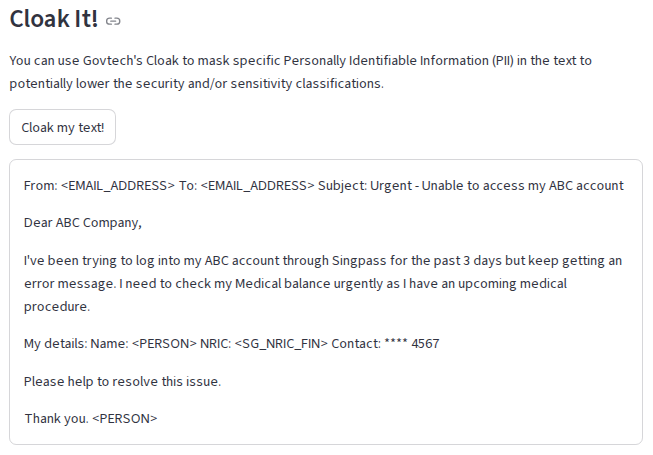 Cloak It!
You can use Govtech's Cloak to mask specific Personally Identifiable Information (PII) in the text to
potentially lower the security and/or sensitivity classifications.
Cloak my text!
From: <EMAIL_ADDRESS> To: <EMAIL_ADDRESS> Subject: Urgent - Unable to access my ABC account
Dear ABC Company,
I've been trying to log into my ABC account through Singpass for the past 3 days but keep getting an
error message. I need to check my Medical balance urgently as I have an upcoming medical
procedure.
My details: Name: <PERSON> NRIC: <SG_NRIC_FIN> Contact: **** 4567
Please help to resolve this issue.
Thank you. <PERSON>